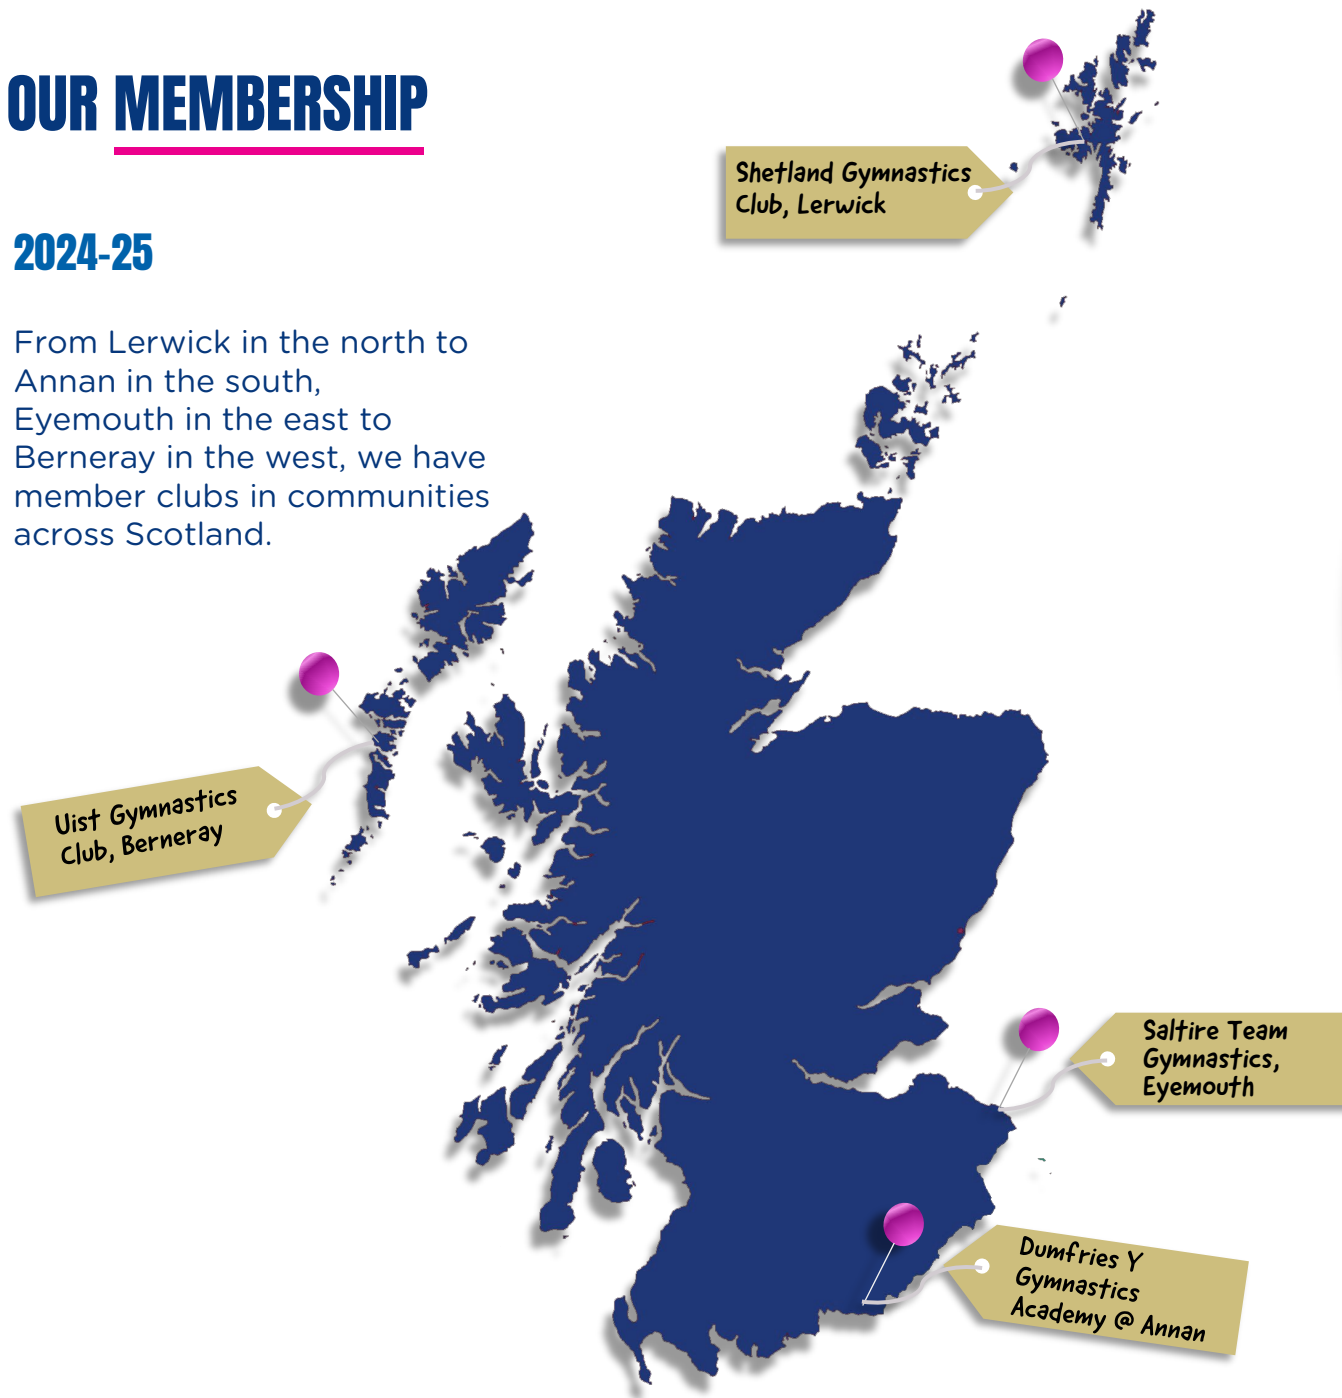 OUR MEMBERSHIP
2024-25
From Lerwick in the north to
Annan in the south,
Eyemouth in the east to
Berneray in the west, we have
member clubs in communities
across Scotland.
Shetland Gymnastics
Club, Lerwick
Uist Gymnastics
Club, Berneray
Saltire Team
Gymnastics,
Eyemouth
Dumfries Y
Gymnastics
Academy @ Annan